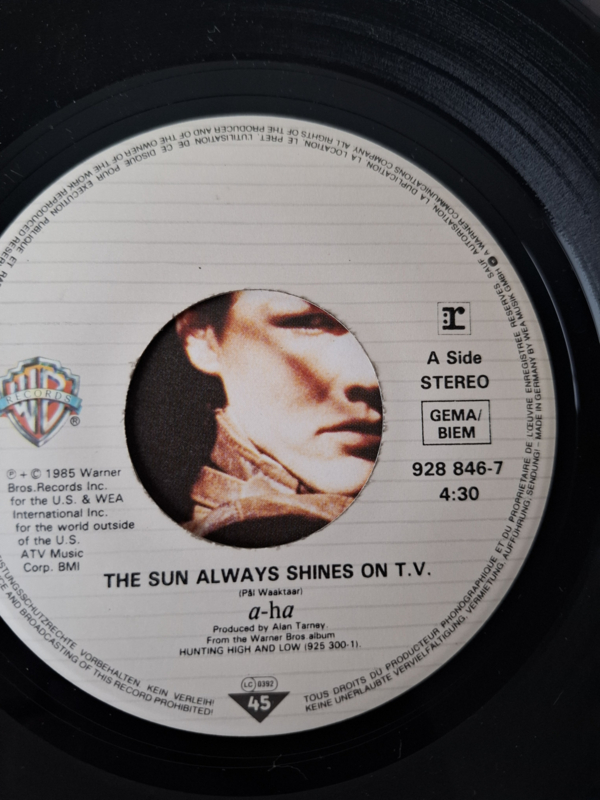 r
A Side
STEREO
GEMA/
BIEM
928 846-7
4:30
WB
RECORDS
®
℗ + © 1985 Warner
Bros.Records Inc.
for the U.S. & WEA
International Inc.
for the world outside
of the U.S.
ATV Music
Corp. BMI
THE SUN ALWAYS SHINES ON T.V.
(Pål Waaktaar)
a-ha
Produced by Alan Tarney.
From the Warner Bros album
HUNTING HIGH AND LOW (925 300-1).
LC 0392
45
ALL RIGHTS OF THE PRODUCER AND OF THE OWNER OF THE WORK REPRODUCED
LEISTUNGSSCHUTZRECHTE VORBEHALTEN. KEIN VERLEIH!
AND BROADCASTING OF THIS RECORD PROHIBITED!
TOUS DROITS DU PRODUCTEUR PHONOGRAPHIQUE ET DU PROPRIETAIRE DE L'ŒUVRE ENREGISTREE RESERVES SAUF AUTORISATION. LA DUPLICATION, LA LOCATION, LE PRET, L'UTILISATION DE CE DISQUE POUR EXECUTION PUBLIQUE ET
KEINE UNERLAUBTE VERVIELFÄLTIGUNG, VERMIETUNG, AUFFÜHRUNG, SENDUNG! – MADE IN GERMANY BY WEA MUSIK GMBH A WARNER COMMUNICATIONS COMPANY